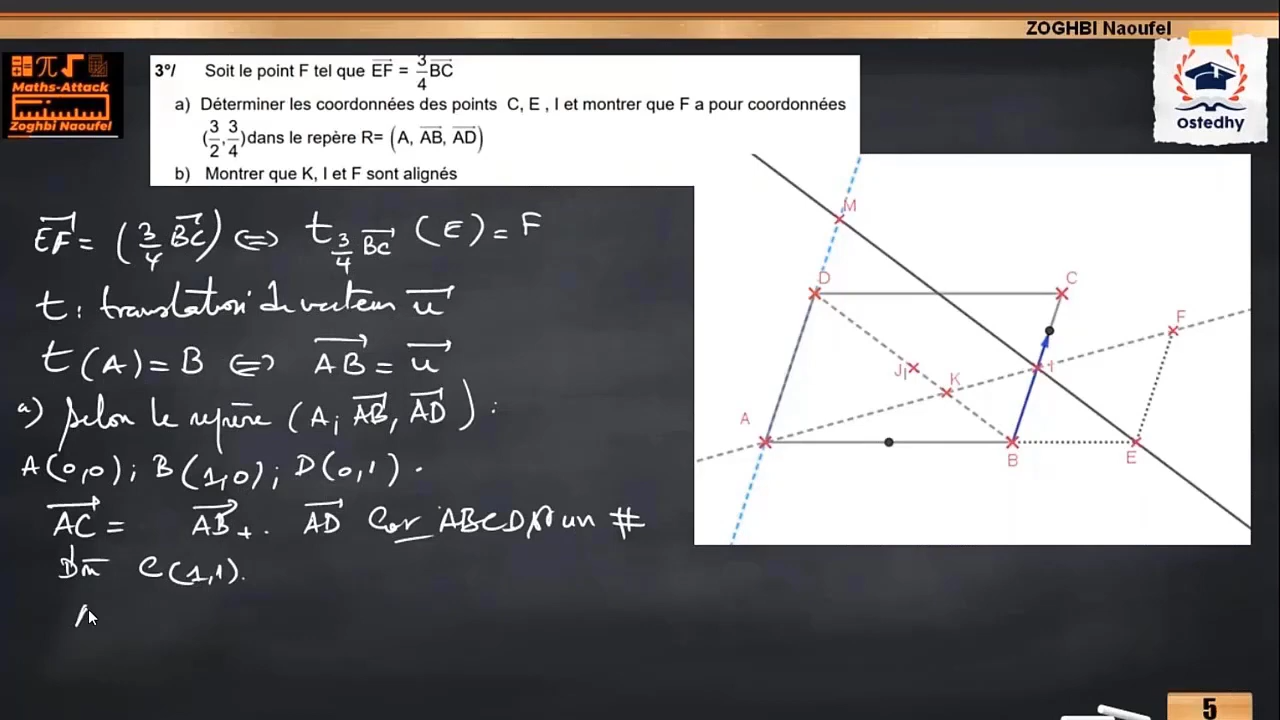 ZOGHBI Naoufel
Maths-Attack
Zoghbi Naoufel
Ostedhy
3°/ Soit le point F tel que EF = 3/4 BC
a) Déterminer les coordonnées des points C, E , I et montrer que F a pour coordonnées
(3/2, 3/4) dans le repère R= (A, AB, AD)
b) Montrer que K, I et F sont alignés
EF = (3/4 BC) ⇔ t 3/4 BC (E) = F
t : translation de vecteur u
t(A) = B ⇔ AB = u
a) selon le repère (A; AB, AD) :
A(0,0); B(1,0); D(0,1).
AC = AB + . AD Car ABCD un #
C(1,1).
M
D
C
F
J
I
K
A
B
E
5